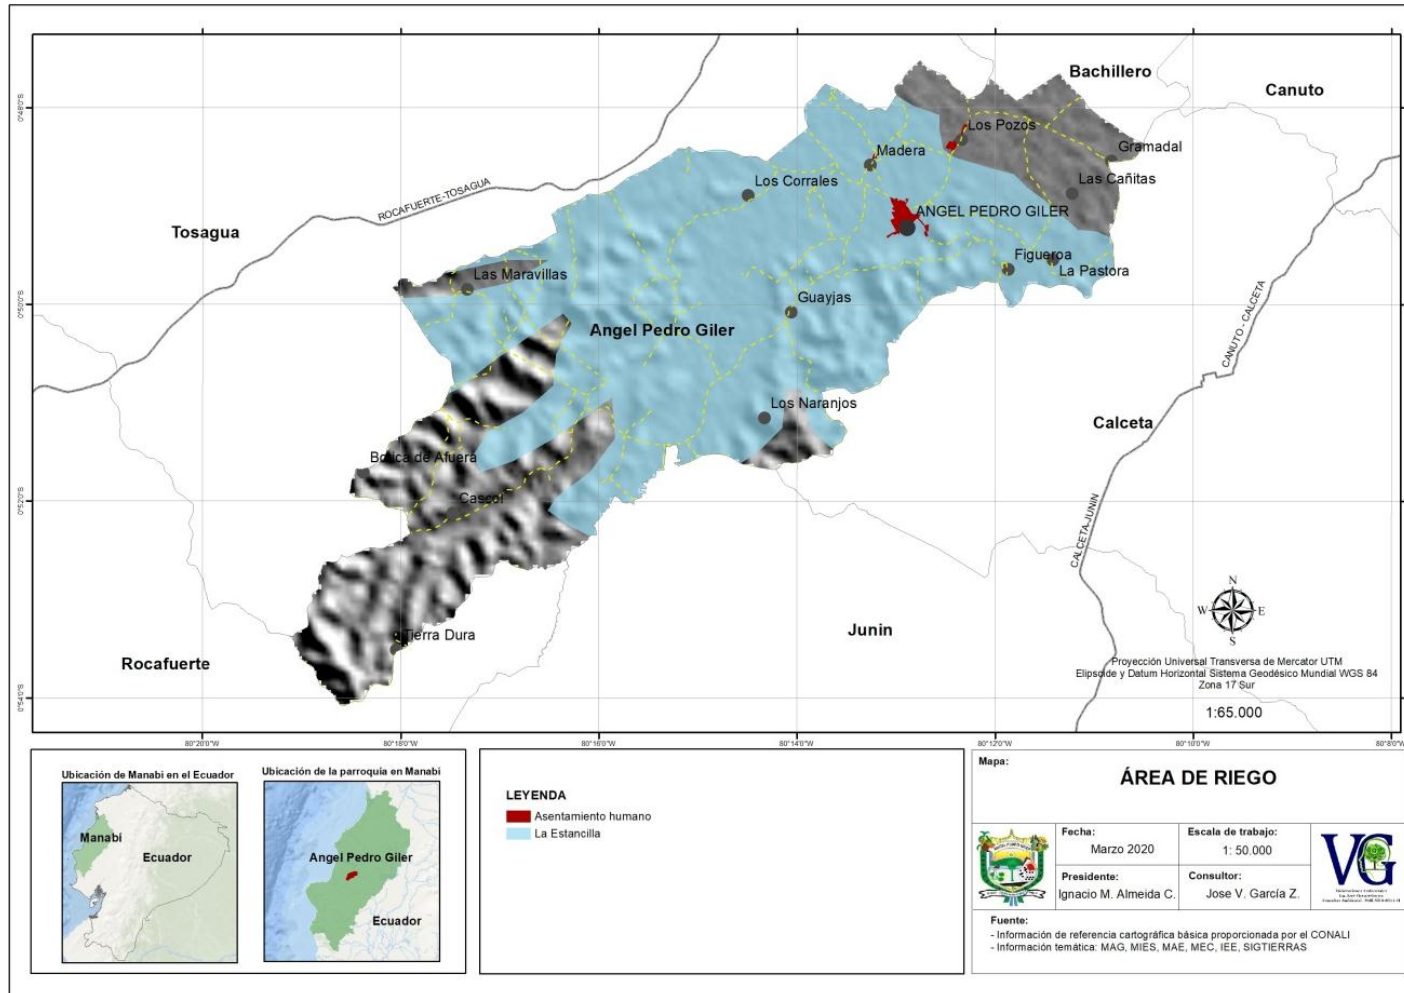 Bachillero
Canuto
Los Pozos
Gramadal
Madera
Las Cañitas
Los Corrales
ROCAFUERTE-TOSAGUA
ANGEL PEDRO GILER
Tosagua
Figueroa
La Pastora
Las Maravillas
Guayjas
CANUTO - CALCETA
Angel Pedro Giler
Los Naranjos
Calceta
Botica de Afuera
Cascol
CALCETA-JUNIN
Tierra Dura
Junin
Rocafuerte
N
W
E
S
Proyección Universal Transversa de Mercator UTM
Elipsoide y Datum Horizontal Sistema Geodésico Mundial WGS 84
Zona 17 Sur
1:65.000
0°48'0"S
0°50'0"S
0°52'0"S
0°54'0"S
80°20'0"W
80°18'0"W
80°16'0"W
80°14'0"W
80°12'0"W
80°10'0"W
80°8'0"W
Ubicación de Manabi en el Ecuador
Manabí
Ecuador
Ubicación de la parroquia en Manabi
Angel Pedro Giler
Ecuador
LEYENDA
Asentamiento humano
La Estancilla
Mapa:
ÁREA DE RIEGO
Fecha:
Marzo 2020
Escala de trabajo:
1: 50.000
Presidente:
Ignacio M. Almeida C.
Consultor:
Jose V. García Z.
VG
Fuente:
- Información de referencia cartográfica básica proporcionada por el CONALI
- Información temática: MAG, MIES, MAE, MEC, IEE, SIGTIERRAS